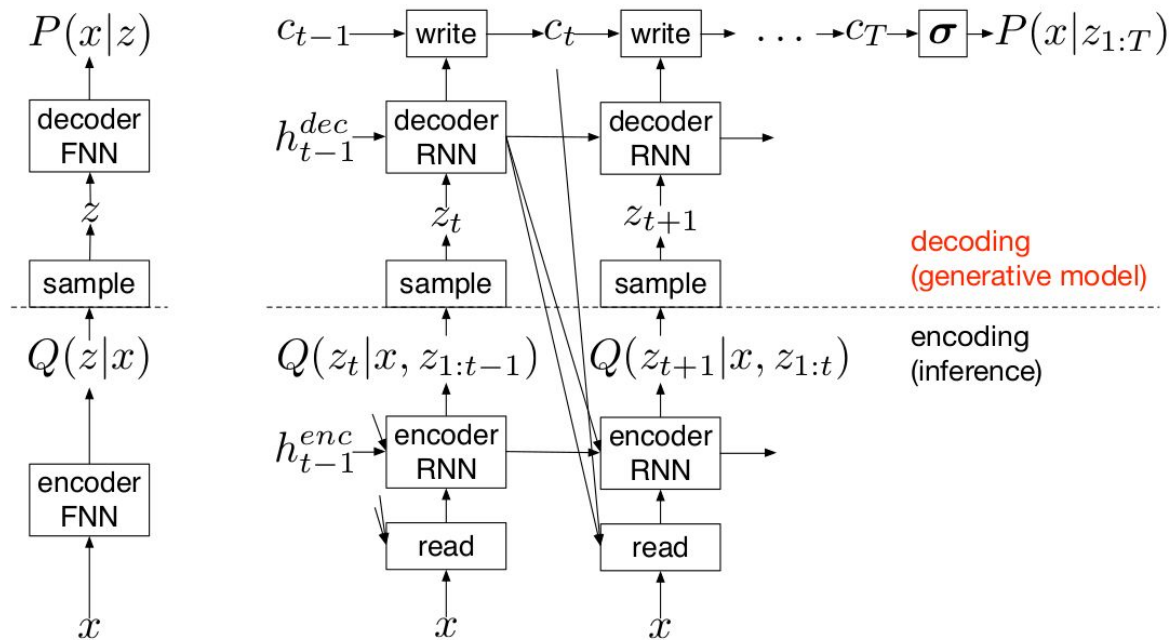 P(x|z)
decoder
FNN
z
sample
Q(z|x)
encoder
FNN
x
c_{t-1} write c_t write ... c_T σ P(x|z_{1:T})
h_{t-1}^{dec} decoder RNN decoder RNN
z_t z_{t+1}
sample sample
decoding
(generative model)
Q(z_t|x, z_{1:t-1}) Q(z_{t+1}|x, z_{1:t})
encoding
(inference)
h_{t-1}^{enc} encoder RNN encoder RNN
read read
x x